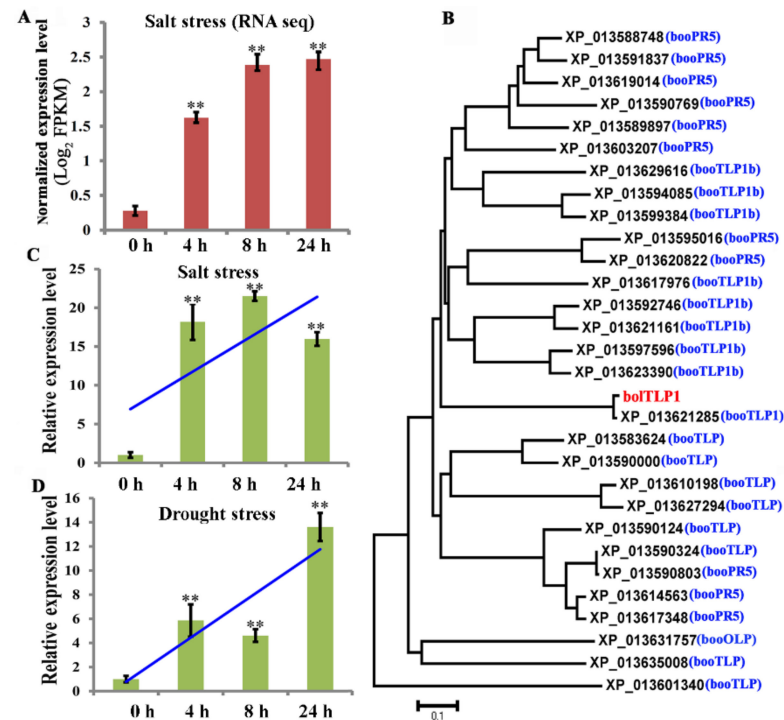 A
Salt stress (RNA seq)
Normalized expression level
(Log2 FPKM)
3
2.5
2
1.5
1
0.5
0
**
**
**
0 h 4 h 8 h 24 h
C
Salt stress
Relative expression level
25
20
15
10
5
0
**
**
**
0 h 4 h 8 h 24 h
D
Drought stress
Relative expression level
16
14
12
10
8
6
4
2
0
**
**
**
0 h 4 h 8 h 24 h
B
XP_013588748(booPR5)
XP_013591837(booPR5)
XP_013619014(booPR5)
XP_013590769(booPR5)
XP_013589897(booPR5)
XP_013603207(booPR5)
XP_013629616(booTLP1b)
XP_013594085(booTLP1b)
XP_013599384(booTLP1b)
XP_013595016(booPR5)
XP_013620822(booPR5)
XP_013617976(booTLP1b)
XP_013592746(booTLP1b)
XP_013621161(booTLP1b)
XP_013597596(booTLP1b)
XP_013623390(booTLP1b)
bolTLP1
XP_013621285(booTLP1)
XP_013583624(booTLP)
XP_013590000(booTLP)
XP_013610198(booTLP)
XP_013627294(booTLP)
XP_013590124(booTLP)
XP_013590324(booTLP)
XP_013590803(booPR5)
XP_013614563(booPR5)
XP_013617348(booPR5)
XP_013631757(booOLP)
XP_013635008(booTLP)
XP_013601340(booTLP)
0.1